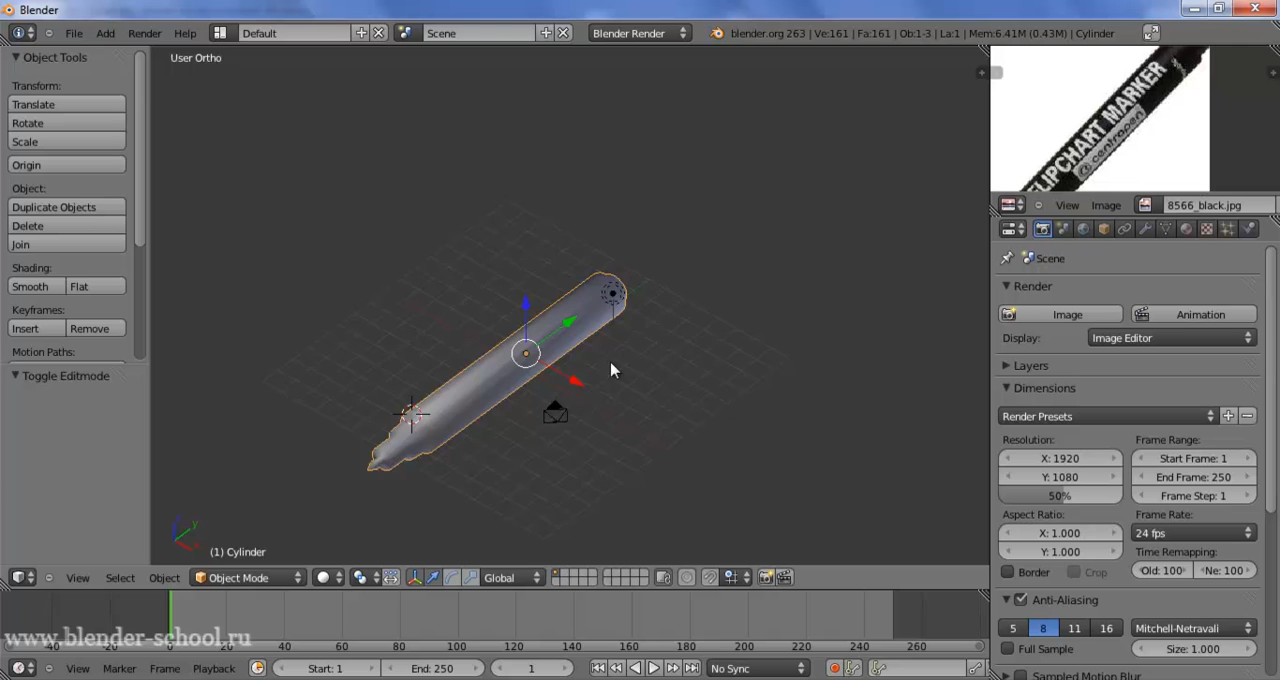 Blender
File Add Render Help Default Scene Blender Render blender.org 263 | Ve:161 | Fa:161 | Ob:1-3 | La:1 | Mem:6.41M (0.43M) | Cylinder
Object Tools
Transform:
Translate
Rotate
Scale
Origin
Object:
Duplicate Objects
Delete
Join
Shading:
Smooth Flat
Keyframes:
Insert Remove
Motion Paths:
Toggle Editmode
User Ortho
z y x
(1) Cylinder
View Select Object Object Mode Global
FLIPCHART MARKER
centropen
View Image 8566_black.jpg
Scene
Render
Image Animation
Display: Image Editor
Layers
Dimensions
Render Presets
Resolution: Frame Range:
X: 1920 Start Frame: 1
Y: 1080 End Frame: 250
50% Frame Step: 1
Aspect Ratio: Frame Rate:
X: 1.000 24 fps
Y: 1.000 Time Remapping:
Border Crop Old: 100 Ne: 100
Anti-Aliasing
5 8 11 16 Mitchell-Netravali
Full Sample Size: 1.000
Sampled Motion Blur
www.blender-school.ru
-40 0 20 40 60 80 100 120 140 160 180 200 220 240 260
View Marker Frame Playback Start: 1 End: 250 1 No Sync